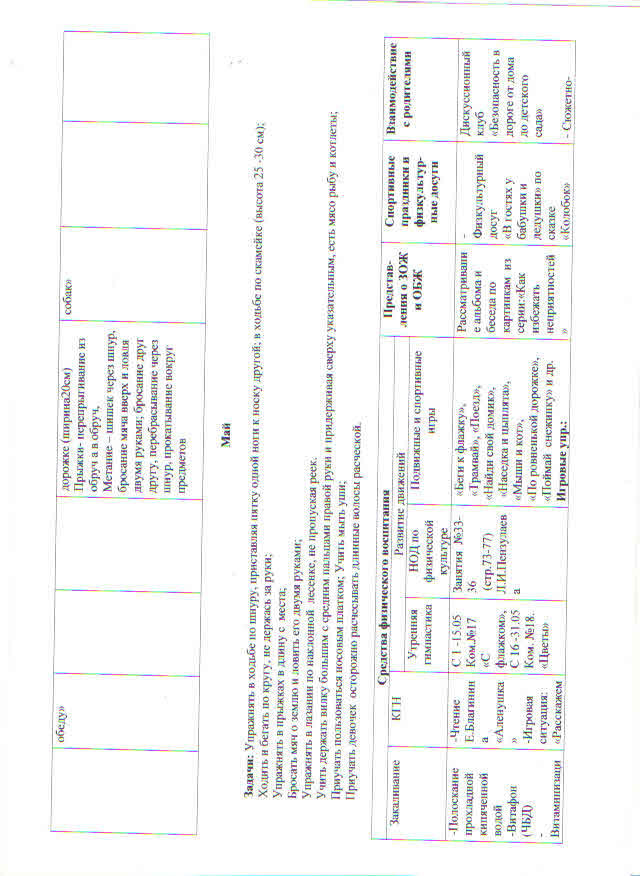 обеду»
дорожке (ширина20см)
Прыжки- перепрыгивание из
обруч а в обруч,
Метание – шишек через шнур,
бросание мяча вверх и ловля
двумя руками; бросание друг
другу, перебрасывание через
шнур, прокатывание вокруг
предметов
собак»
Май
Задачи: Упражнять в ходьбе по шнуру, приставляя пятку одной ноги к носку другой; в ходьбе по скамейке (высота 25 -30 см);
Ходить и бегать по кругу, не держась за руки;
Упражнять в прыжках в длину с места;
Бросать мяч о землю и ловить его двумя руками;
Упражнять в лазании по наклонной лесенке, не пропуская реек.
Учить держать вилку большим с средним пальцами правой руки и придерживая сверху указательным, есть мясо рыбу и котлеты;
Приучать пользоваться носовым платком; Учить мыть уши;
Приучать девочек осторожно расчесывать длинные волосы расческой.
Средства физического воспитания
Закаливание
КГН
Развитие движений
Утренняя
гимнастика
НОД по
физической
культуре
Подвижные и спортивные
игры
Представ-
ления о ЗОЖ
и ОБЖ
Спортивные
праздники и
физкультур-
ные досуги
Взаимодействие
с родителями
-Полоскание
прохладной
кипяченной
водой
-Витафон
(ЧБД)
-
Витаминизаци
-Чтение
Е.Благинин
а
«Аленушка
»
-Игровая
ситуация:
«Расскажем
С 1 -15.05
Ком.№17
«С
флажком»,
С 16 -31.05
Ком. №18.
«Цветы»
Занятия №33-
36
(стр.73-77)
Л.И.Пензулаев
а
«Беги к флажку»,
«Трамвай», «Поезд»,
«Найди свой домик»,
«Наседка и цыплята»,
«Мыши и кот»,
«По ровненькой дорожке»,
«Поймай снежинку» и др.
Игровые упр.:
Рассматривани
е альбома и
беседа по
картинкам из
серии:«Как
избежать
неприятностей
»
-
Физкультурный
досуг
«В гостях у
бабушки и
дедушки» по
сказке
«Колобок»
Дискуссионный
клуб
«Безопасность в
дороге от дома
до детского
сада»
- Сюжетно-